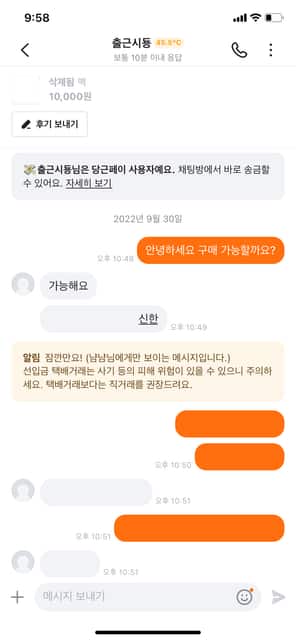 9:58
출근시둉 45.5°C
보통 10분 이내 응답
삭제됨
10,000원
후기 보내기
💸출근시둉님은 당근페이 사용자예요. 채팅방에서 바로 송금할
수 있어요. 자세히 보기
2022년 9월 30일
오후 10:49 안녕하세요 구매 가능할까요?
가능해요
신한 오후 10:49
알림 잠깐만요! (냠냠님에게만 보이는 메시지입니다.)
선입금 택배거래는 사기 등의 피해 위험이 있을 수 있으니 주의하
세요. 택배거래보다는 직거래를 권장드려요.
오후 10:50
오후 10:51
오후 10:51
오후 10:51
메시지 보내기